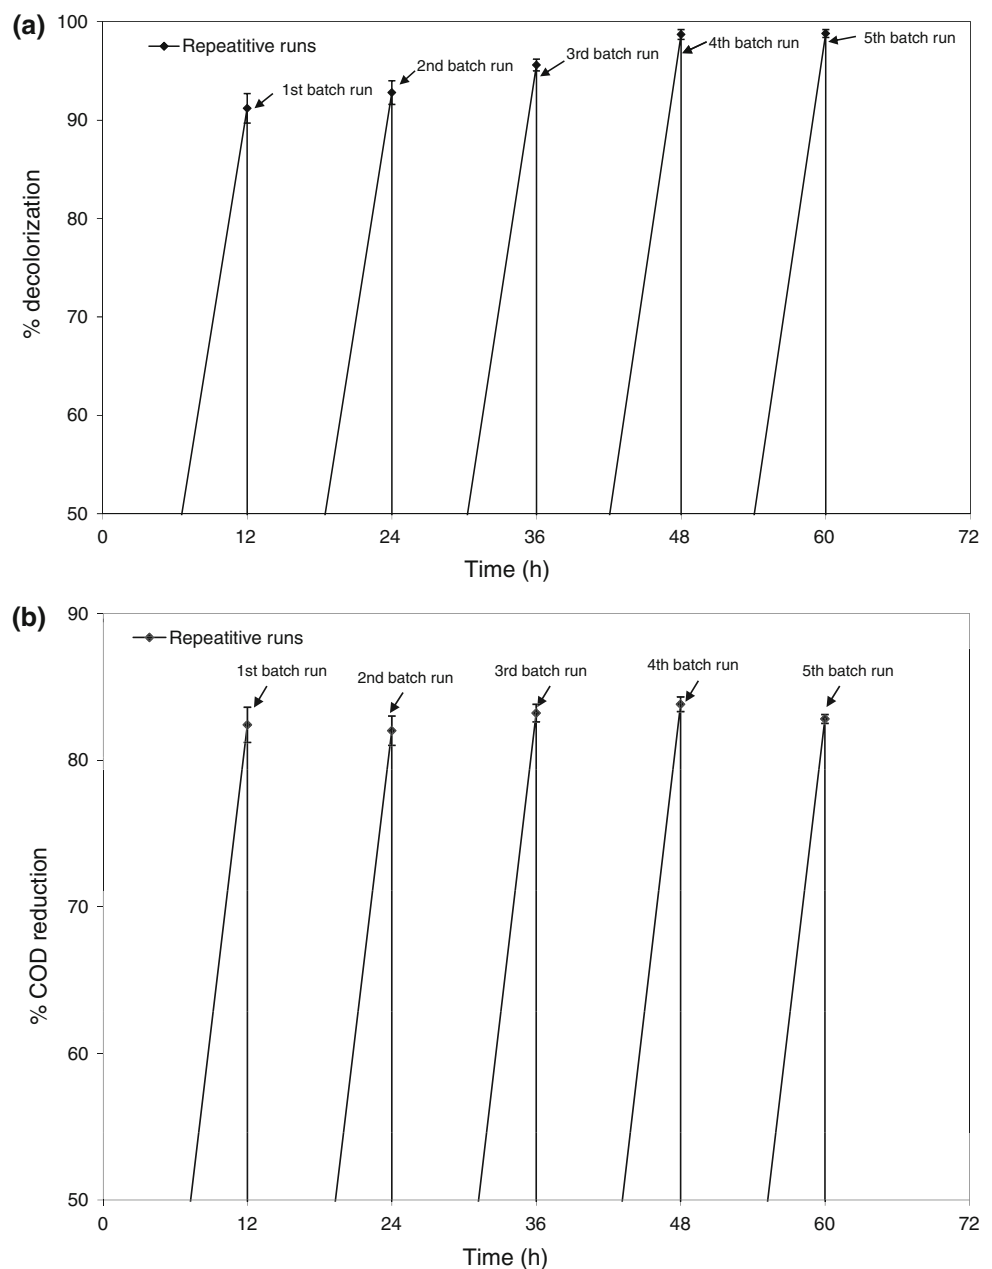 (a)
100
90
80
70
60
50
% decolorization
Repeatitive runs
1st batch run
2nd batch run
3rd batch run
4th batch run
5th batch run
0 12 24 36 48 60 72
Time (h)
(b)
90
80
70
60
50
% COD reduction
Repeatitive runs
1st batch run
2nd batch run
3rd batch run
4th batch run
5th batch run
0 12 24 36 48 60 72
Time (h)